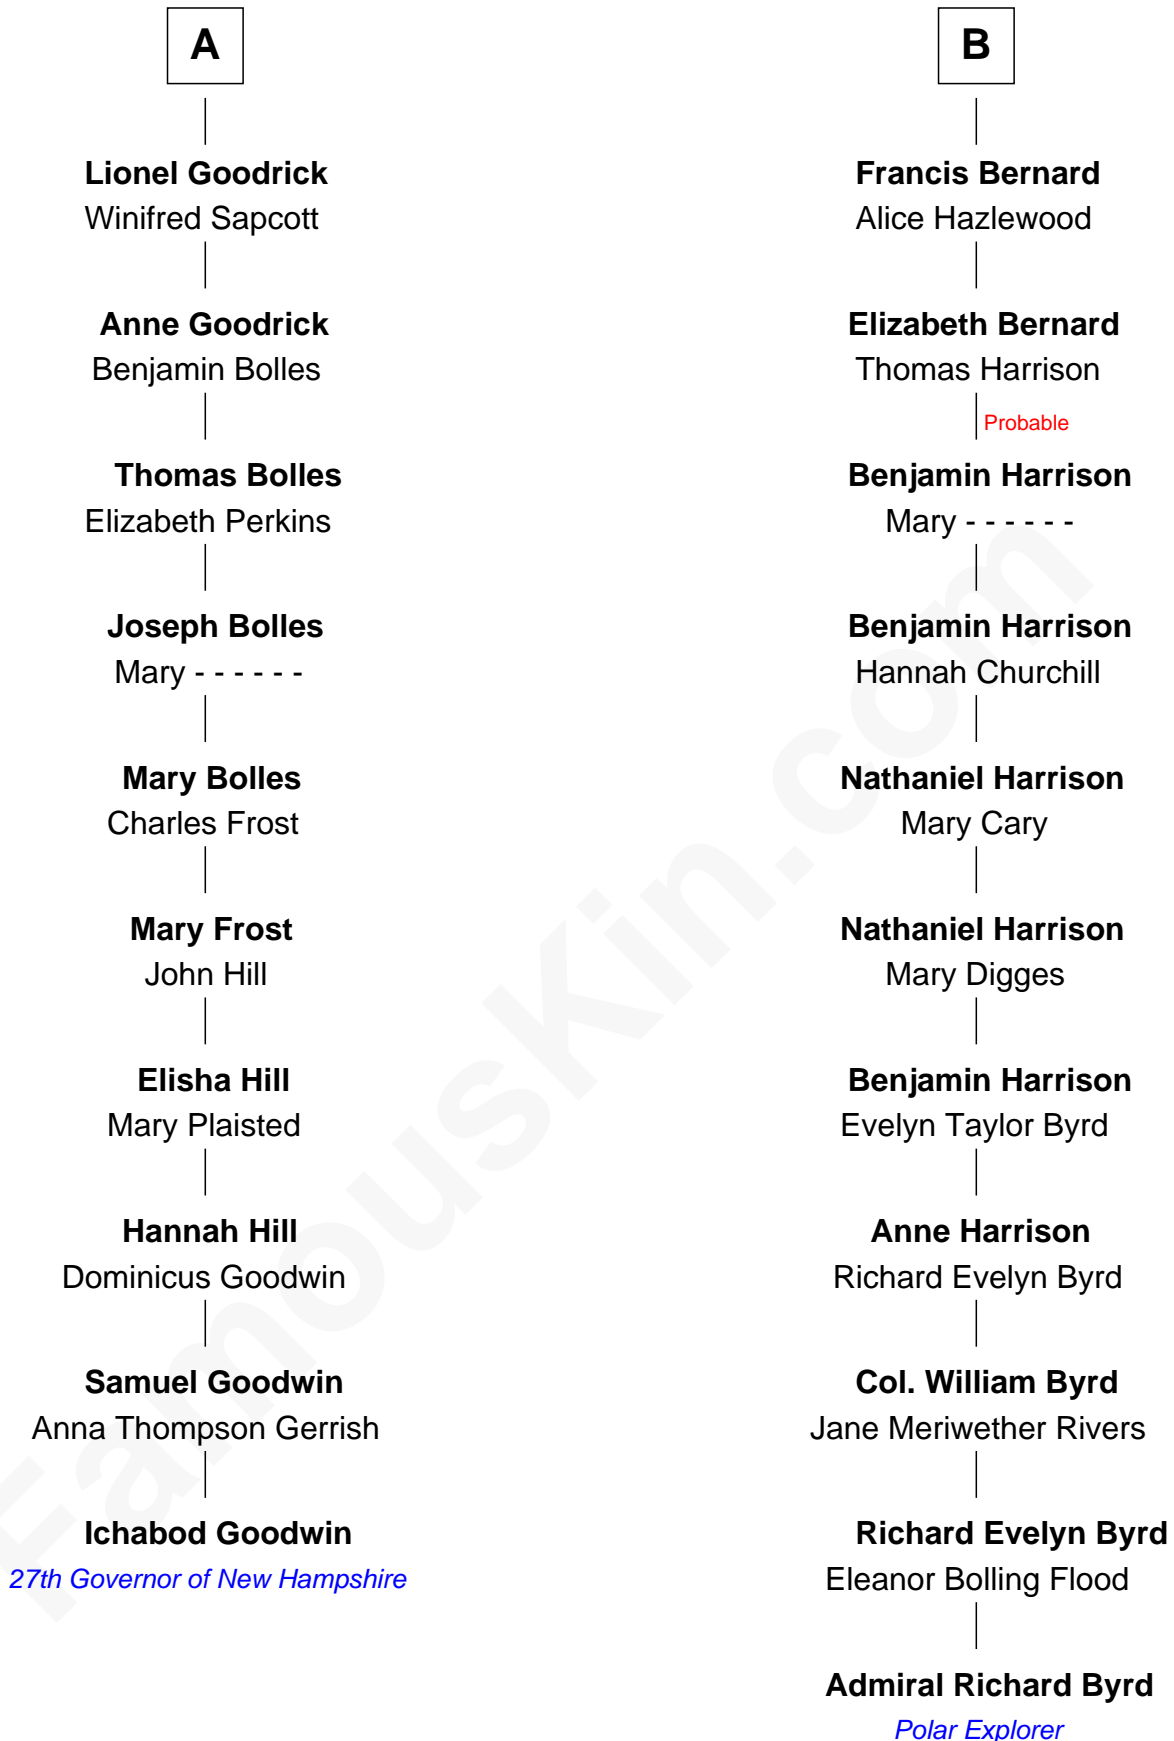 A
Lionel Goodrick
Winifred Sapcott
Anne Goodrick
Benjamin Bolles
Thomas Bolles
Elizabeth Perkins
Joseph Bolles
Mary - - - - - -
Mary Bolles
Charles Frost
Mary Frost
John Hill
Elisha Hill
Mary Plaisted
Hannah Hill
Dominicus Goodwin
Samuel Goodwin
Anna Thompson Gerrish
Ichabod Goodwin
27th Governor of New Hampshire
B
Francis Bernard
Alice Hazlewood
Elizabeth Bernard
Thomas Harrison
Probable
Benjamin Harrison
Mary - - - - - -
Benjamin Harrison
Hannah Churchill
Nathaniel Harrison
Mary Cary
Nathaniel Harrison
Mary Digges
Benjamin Harrison
Evelyn Taylor Byrd
Anne Harrison
Richard Evelyn Byrd
Col. William Byrd
Jane Meriwether Rivers
Richard Evelyn Byrd
Eleanor Bolling Flood
Admiral Richard Byrd
Polar Explorer
FamousKin.com